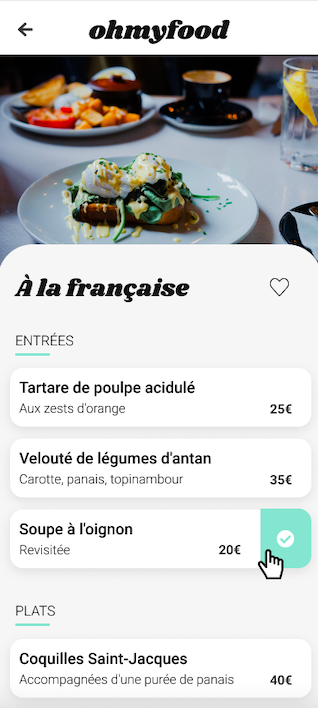 ohmyfood
À la française
ENTRÉES
Tartare de poulpe acidulé
Aux zests d'orange 25€
Velouté de légumes d'antan
Carotte, panais, topinambour 35€
Soupe à l'oignon
Revisitée 20€
PLATS
Coquilles Saint-Jacques
Accompagnées d'une purée de panais 40€